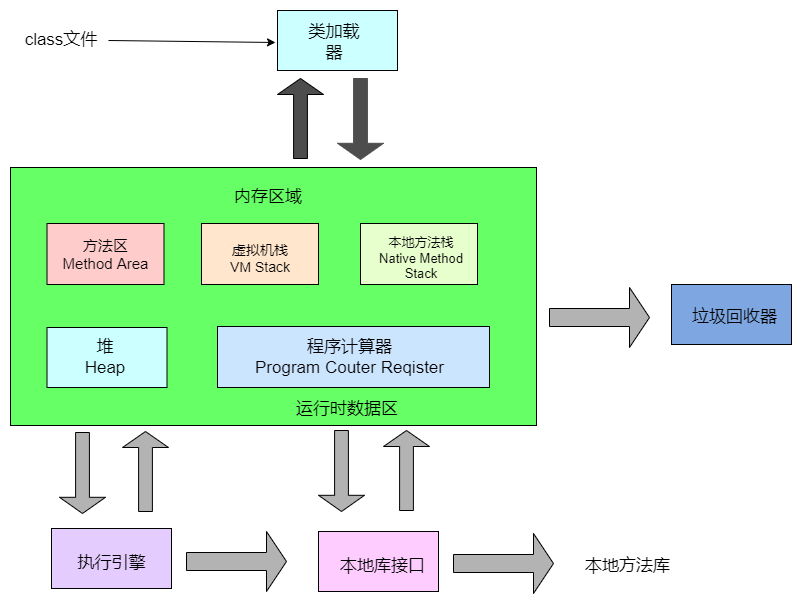 class文件
类加载
器
内存区域
方法区
Method Area
虚拟机栈
VM Stack
本地方法栈
Native Method
Stack
堆
Heap
程序计算器
Program Couter Reqister
运行时数据区
垃圾回收器
执行引擎
本地库接口
本地方法库